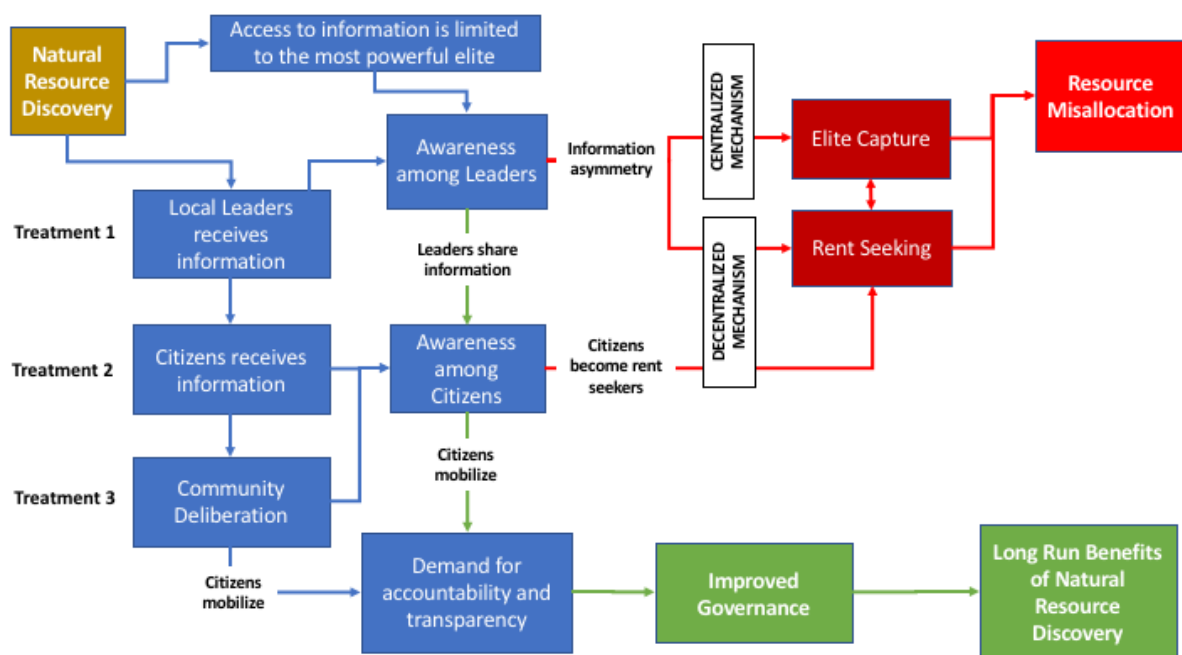 Natural
Resource
Discovery
Access to information is limited
to the most powerful elite
Awareness
among Leaders
Information
asymmetry
CENTRALIZED
MECHANISM
Elite Capture
Resource
Misallocation
Treatment 1
Local Leaders
receives
information
Leaders share
information
DECENTRALIZED
MECHANISM
Rent Seeking
Treatment 2
Citizens receives
information
Awareness
among
Citizens
Citizens
become rent
seekers
Treatment 3
Community
Deliberation
Citizens
mobilize
Citizens
mobilize
Demand for
accountability and
transparency
Improved
Governance
Long Run Benefits
of Natural
Resource
Discovery